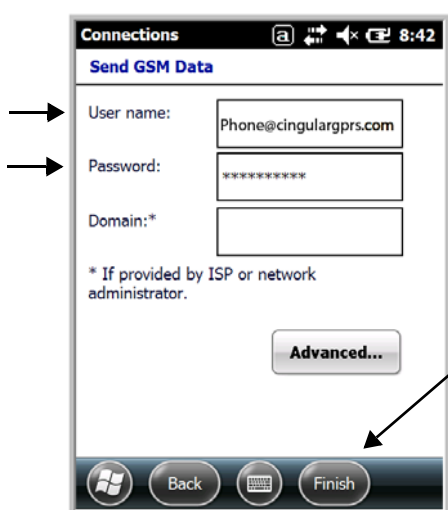 Connections a 8:42
Send GSM Data
User name:
Phone@cingulargprs.com
Password:
**********
Domain:*
* If provided by ISP or network
administrator.
Advanced...
Back Finish